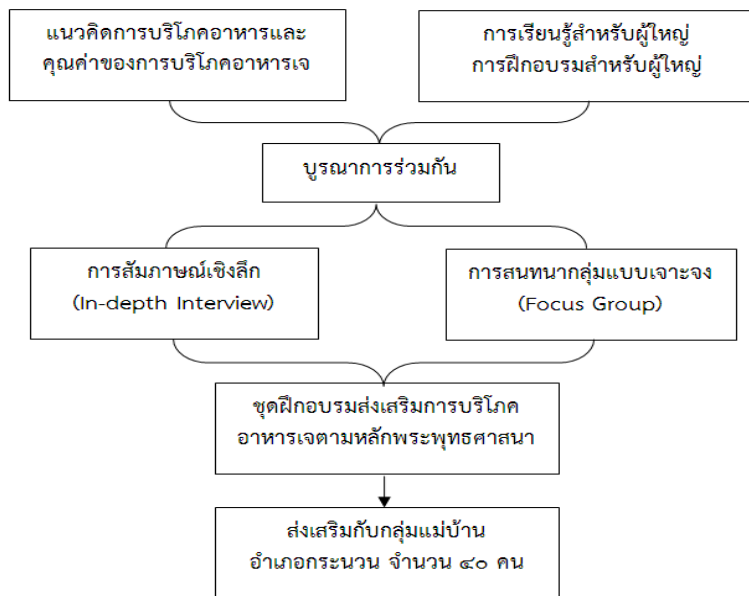 แนวคิดการบริโภคอาหารและ
คุณค่าของการบริโภคอาหารเจ
การเรียนรู้สำหรับผู้ใหญ่
การฝึกอบรมสำหรับผู้ใหญ่
บูรณาการร่วมกัน
การสัมภาษณ์เชิงลึก
(In-depth Interview)
การสนทนากลุ่มแบบเจาะจง
(Focus Group)
ชุดฝึกอบรมส่งเสริมการบริโภค
อาหารเจตามหลักพระพุทธศาสนา
ส่งเสริมกับกลุ่มแม่บ้าน
อำเภอกระนวน จำนวน ๔๐ คน